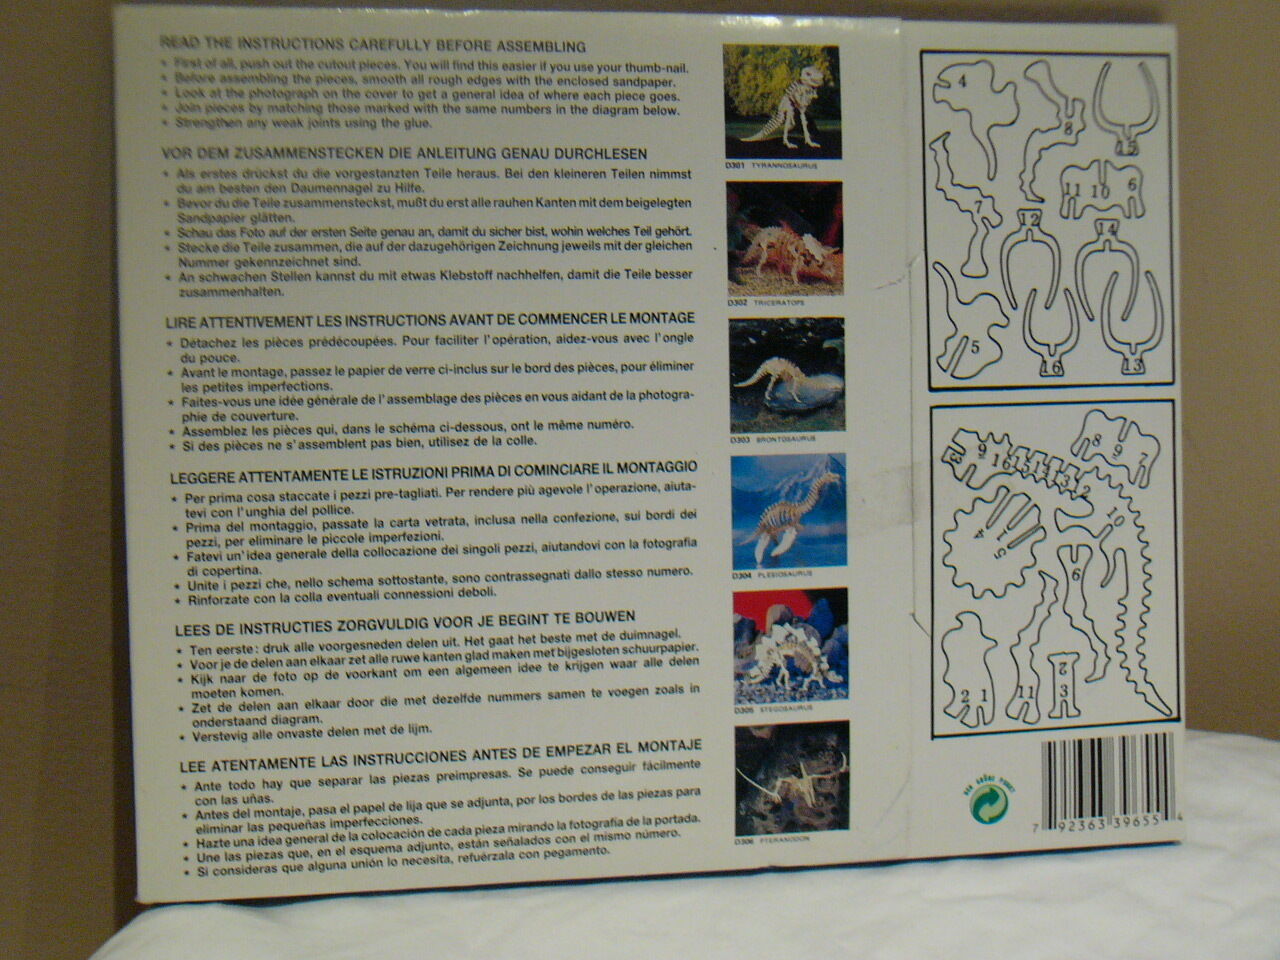 READ THE INSTRUCTIONS CAREFULLY BEFORE ASSEMBLING
* First of all, push out the cutout pieces. You will find this easier if you use your thumb-nail.
* Before assembling the pieces, smooth all rough edges with the enclosed sandpaper.
* Look at the photograph on the cover to get a general idea of where each piece goes.
* Join pieces by matching those marked with the same numbers in the diagram below.
* Strengthen any weak joints using the glue.
VOR DEM ZUSAMMENSTECKEN DIE ANLEITUNG GENAU DURCHLESEN
* Als erstes drückst du die vorgestanzten Teile heraus. Bei den kleineren Teilen nimmst
du am besten den Daumennagel zu Hilfe.
* Bevor du die Teile zusammensteckst, mußt du erst alle rauhen Kanten mit dem beigelegten
Sandpapier glätten.
* Schau das Foto auf der ersten Seite genau an, damit du sicher bist, wohin welches Teil gehört.
* Stecke die Teile zusammen, die auf der dazugehörigen Zeichnung jeweils mit der gleichen
Nummer gekennzeichnet sind.
* An schwachen Stellen kannst du mit etwas Klebstoff nachhelfen, damit die Teile besser
zusammenhalten.
LIRE ATTENTIVEMENT LES INSTRUCTIONS AVANT DE COMMENCER LE MONTAGE
* Détachez les pièces prédécoupées. Pour faciliter l'opération, aidez-vous avec l'ongle
du pouce.
* Avant le montage, passez le papier de verre ci-inclus sur le bord des pièces, pour éliminer
les petites imperfections.
* Faites-vous une idée générale de l'assemblage des pièces en vous aidant de la photogra-
phie de couverture.
* Assemblez les pièces qui, dans le schéma ci-dessous, ont le même numéro.
* Si des pièces ne s'assemblent pas bien, utilisez de la colle.
LEGGERE ATTENTAMENTE LE ISTRUZIONI PRIMA DI COMINCIARE IL MONTAGGIO
* Per prima cosa staccate i pezzi pre-tagliati. Per rendere più agevole l'operazione, aiuta-
tevi con l'unghia del pollice.
* Prima del montaggio, passate la carta vetrata, inclusa nella confezione, sui bordi dei
pezzi, per eliminare le piccole imperfezioni.
* Fatevi un'idea generale della collocazione dei singoli pezzi, aiutandovi con la fotografia
di copertina.
* Unite i pezzi che, nello schema sottostante, sono contrassegnati dallo stesso numero.
* Rinforzate con la colla eventuali connessioni deboli.
LEES DE INSTRUCTIES ZORGVULDIG VOOR JE BEGINT TE BOUWEN
* Ten eerste: druk alle voorgesneden delen uit. Het gaat het beste met de duimnagel.
* Voor je de delen aan elkaar zet alle ruwe kanten glad maken met bijgesloten schuurpapier.
* Kijk naar de foto op de voorkant om een algemeen idee te krijgen waar alle delen
moeten komen.
* Zet de delen aan elkaar door die met dezelfde nummers samen te voegen zoals in
onderstaand diagram.
* Verstevig alle onvaste delen met de lijm.
LEE ATENTAMENTE LAS INSTRUCCIONES ANTES DE EMPEZAR EL MONTAJE
* Ante todo hay que separar las piezas preimpresas. Se puede conseguir fácilmente
con las uñas.
* Antes del montaje, pasa el papel de lija que se adjunta, por los bordes de las piezas para
eliminar las pequeñas imperfecciones.
* Hazte una idea general de la colocación de cada pieza mirando la fotografía de la portada.
* Une las piezas que, en el esquema adjunto, están señalados con el mismo número.
* Si consideras que alguna unión lo necesita, refuérzala con pegamento.
D301 TYRANNOSAURUS
D302 TRICERATOPS
D303 BRONTOSAURUS
D304 PLESIOSAURUS
D305 STEGOSAURUS
D306 PTERANODON
4
8
15
11 10 6
7
12
14
5
16
13
8 9 7
9
16 15 14 13 12
10
4 5 1
6
2 1
11
2
3
DER GRÜNE PUNKT
7 92363 39655 4